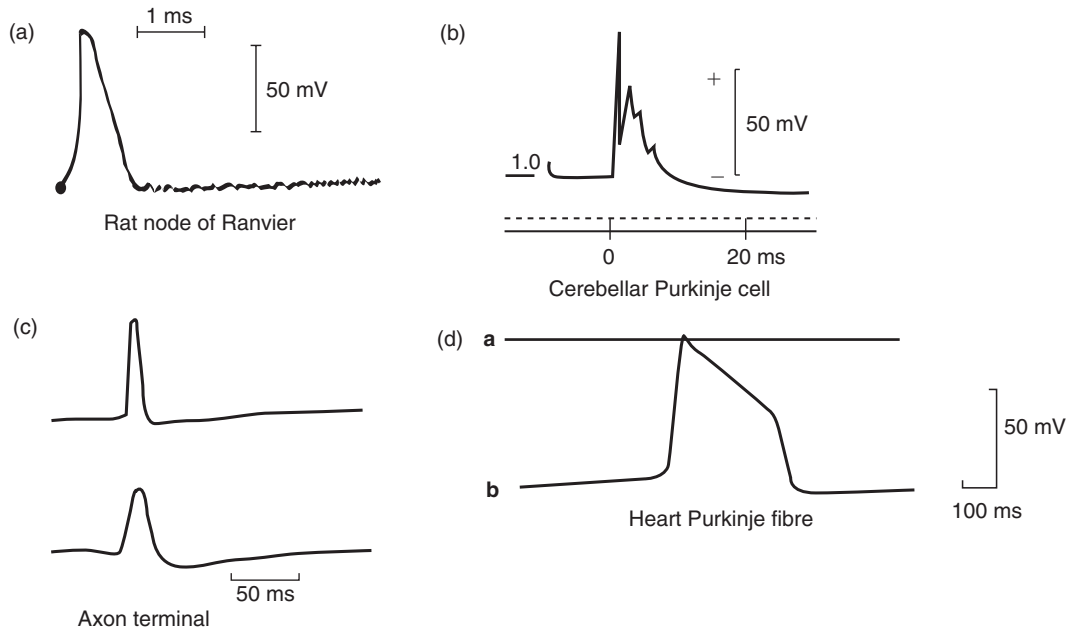 (a)
1 ms
50 mV
Rat node of Ranvier
(b)
+
50 mV
1.0
–
0
20 ms
Cerebellar Purkinje cell
(c)
50 ms
Axon terminal
(d)
a
50 mV
b
100 ms
Heart Purkinje fibre